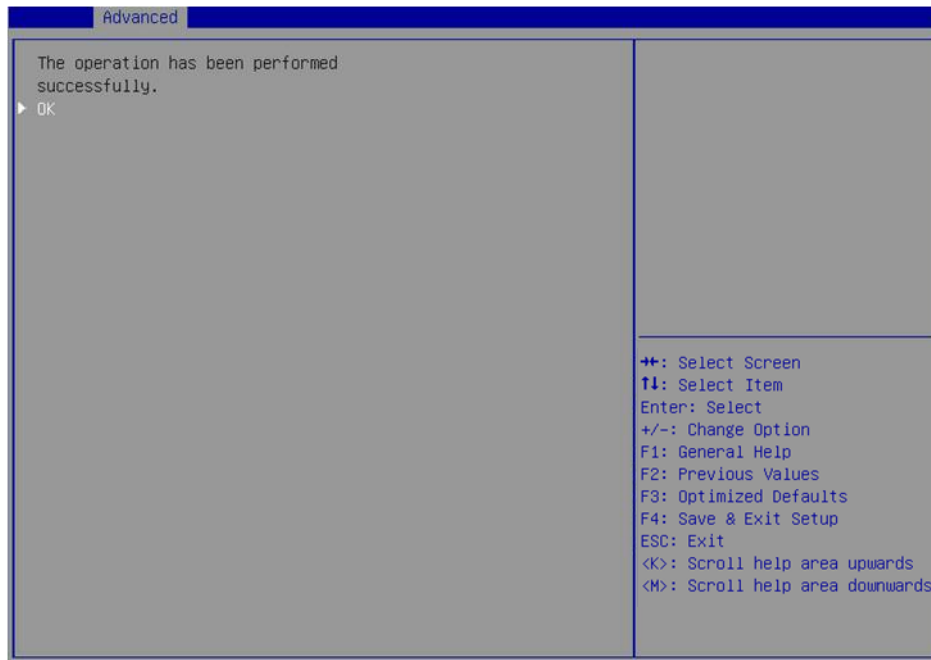 Advanced
The operation has been performed
successfully.
OK
→←: Select Screen
↑↓: Select Item
Enter: Select
+/-: Change Option
F1: General Help
F2: Previous Values
F3: Optimized Defaults
F4: Save & Exit Setup
ESC: Exit
<K>: Scroll help area upwards
<M>: Scroll help area downwards